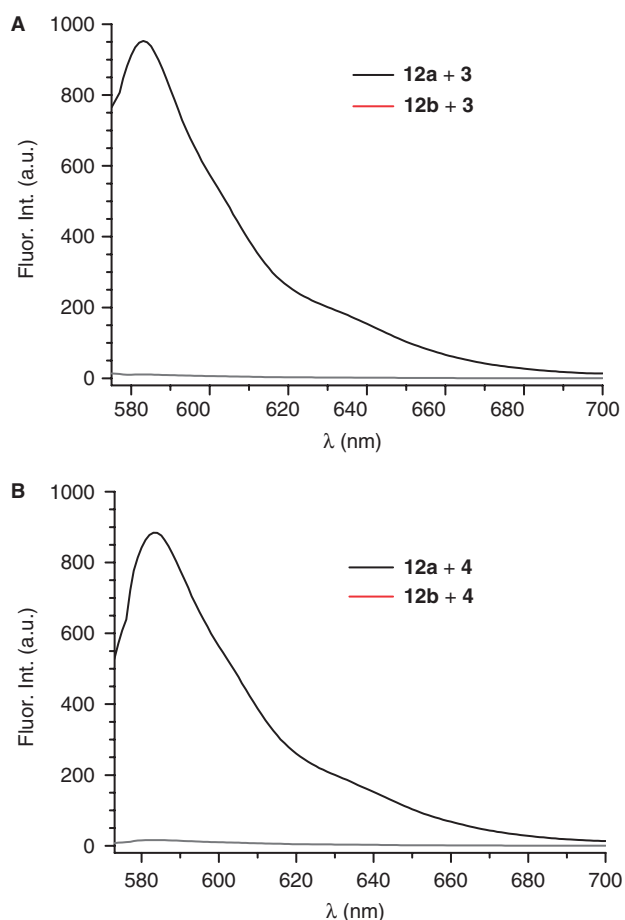 A
1000
800
600
400
200
0
Fluor. Int. (a.u.)
12a + 3
12b + 3
580 600 620 640 660 680 700
λ (nm)
B
1000
800
600
400
200
0
Fluor. Int. (a.u.)
12a + 4
12b + 4
580 600 620 640 660 680 700
λ (nm)